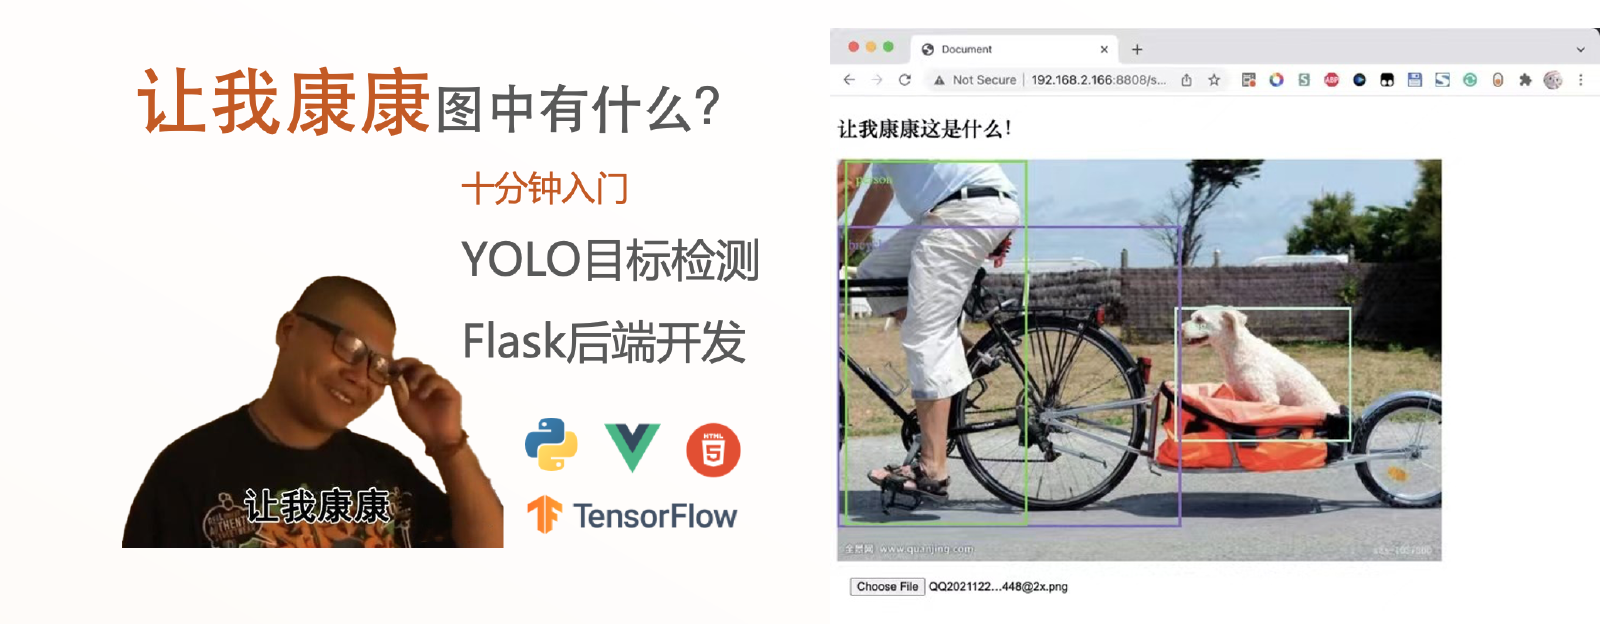 让我康康图中有什么?
十分钟入门
YOLO目标检测
Flask后端开发
让我康康
HTML
5
TensorFlow
Document
Not Secure | 192.168.2.166:8808/s...
ABP
让我康康这是什么！
person
全景网 www.quanjing.com
Choose File QQ2021122...448@2x.png